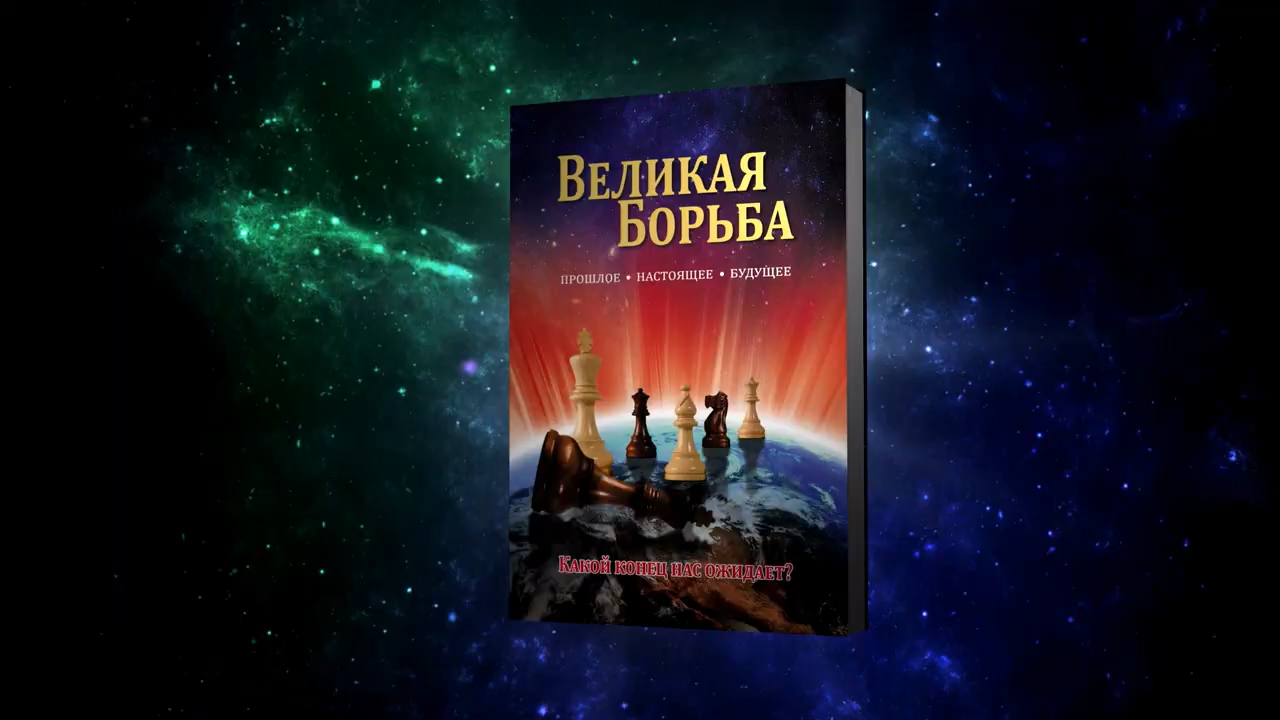 Великая
Борьба
ПРОШЛОЕ • НАСТОЯЩЕЕ • БУДУЩЕЕ
Какой конец нас ожидает?